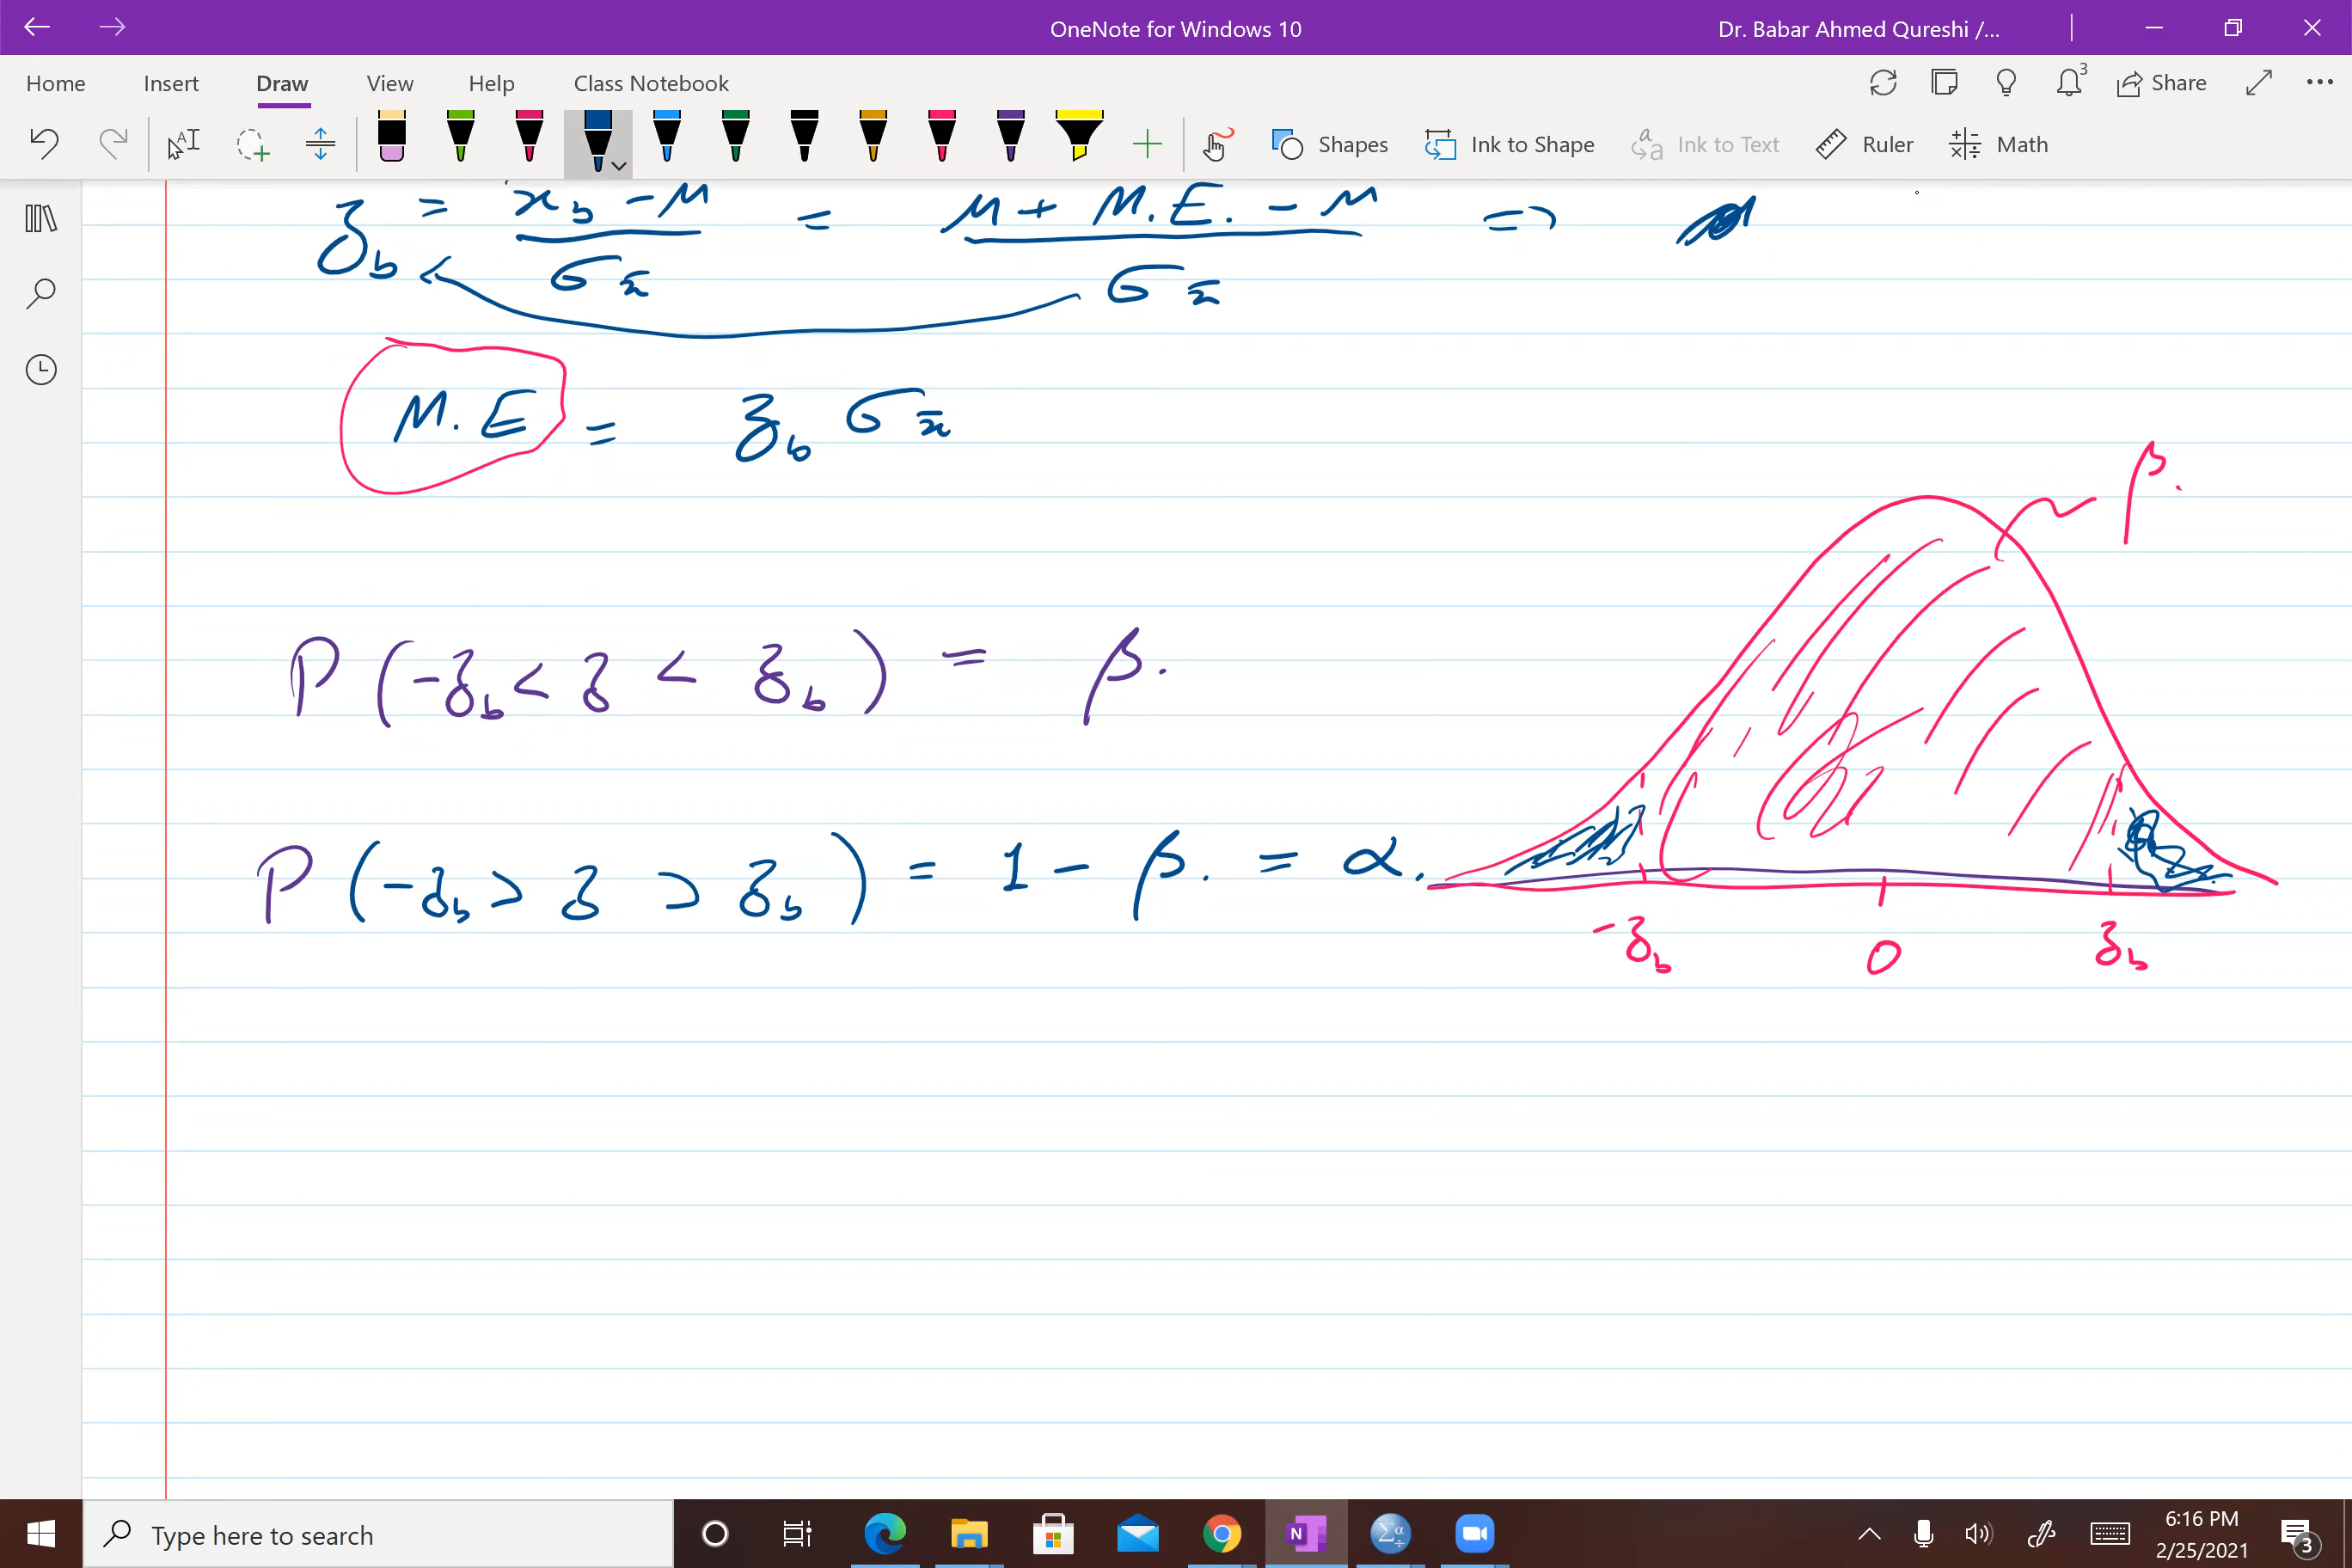 OneNote for Windows 10
Dr. Babar Ahmed Qureshi /...
Home Insert Draw View Help Class Notebook
3
Share
Shapes Ink to Shape Ink to Text Ruler Math
z_b = (x_b - μ) / σ_x̄ = (μ + M.E. - μ) / σ_x̄ =>
M.E = z_b σ_x̄
β.
P(-z_b < z < z_b) = β.
P(-z_b > z > z_b) = 1 - β. = α.
-z_b 0 z_b
Type here to search
6:16 PM
2/25/2021
3